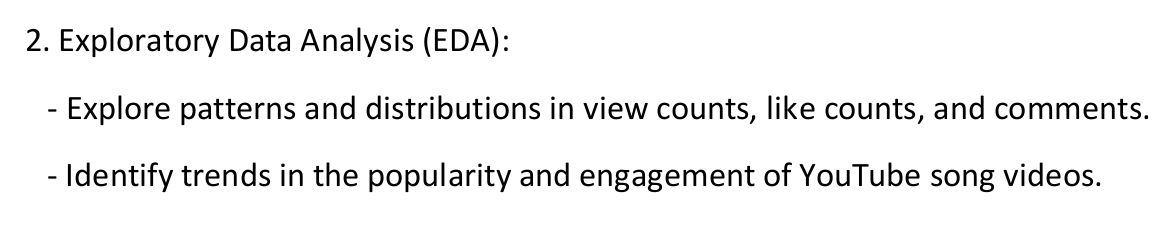 2. Exploratory Data Analysis (EDA):
- Explore patterns and distributions in view counts, like counts, and comments.
- Identify trends in the popularity and engagement of YouTube song videos.